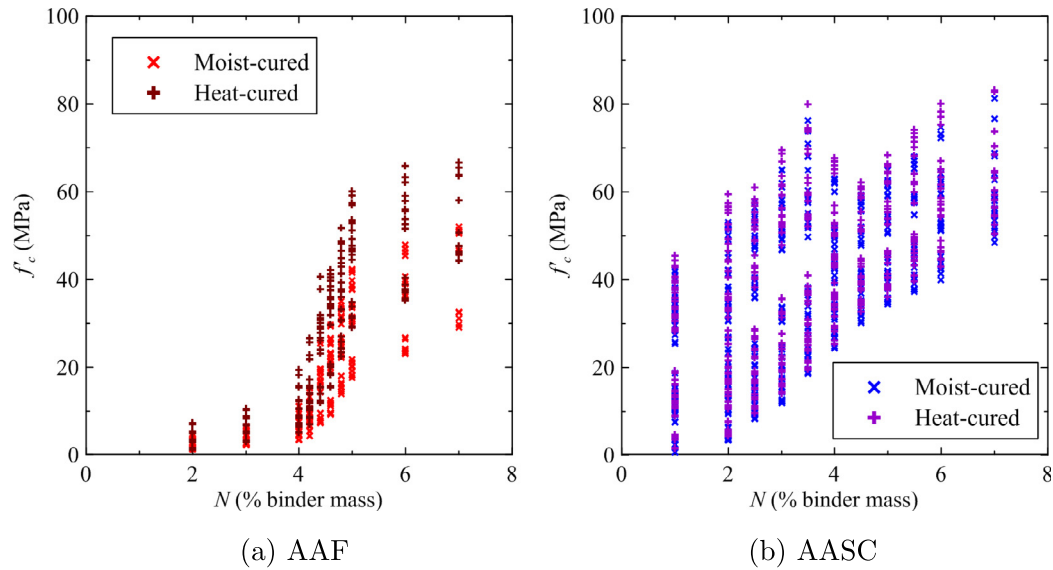 100
80
60
40
20
0
f'c (MPa)
Moist-cured
Heat-cured
0 2 4 6 8
N (% binder mass)
(a) AAF
100
80
60
40
20
0
f'c (MPa)
Moist-cured
Heat-cured
0 2 4 6 8
N (% binder mass)
(b) AASC